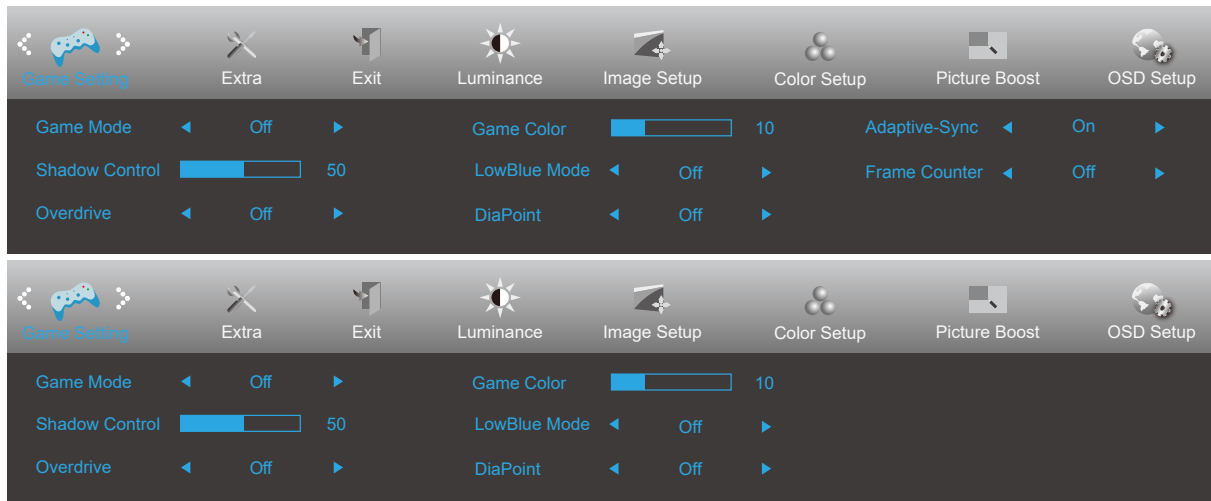 Game Setting Extra Exit Luminance Image Setup Color Setup Picture Boost OSD Setup
Game Mode Off Game Color 10 Adaptive-Sync On
Shadow Control 50 LowBlue Mode Off Frame Counter Off
Overdrive Off DiaPoint Off
Game Setting Extra Exit Luminance Image Setup Color Setup Picture Boost OSD Setup
Game Mode Off Game Color 10
Shadow Control 50 LowBlue Mode Off
Overdrive Off DiaPoint Off